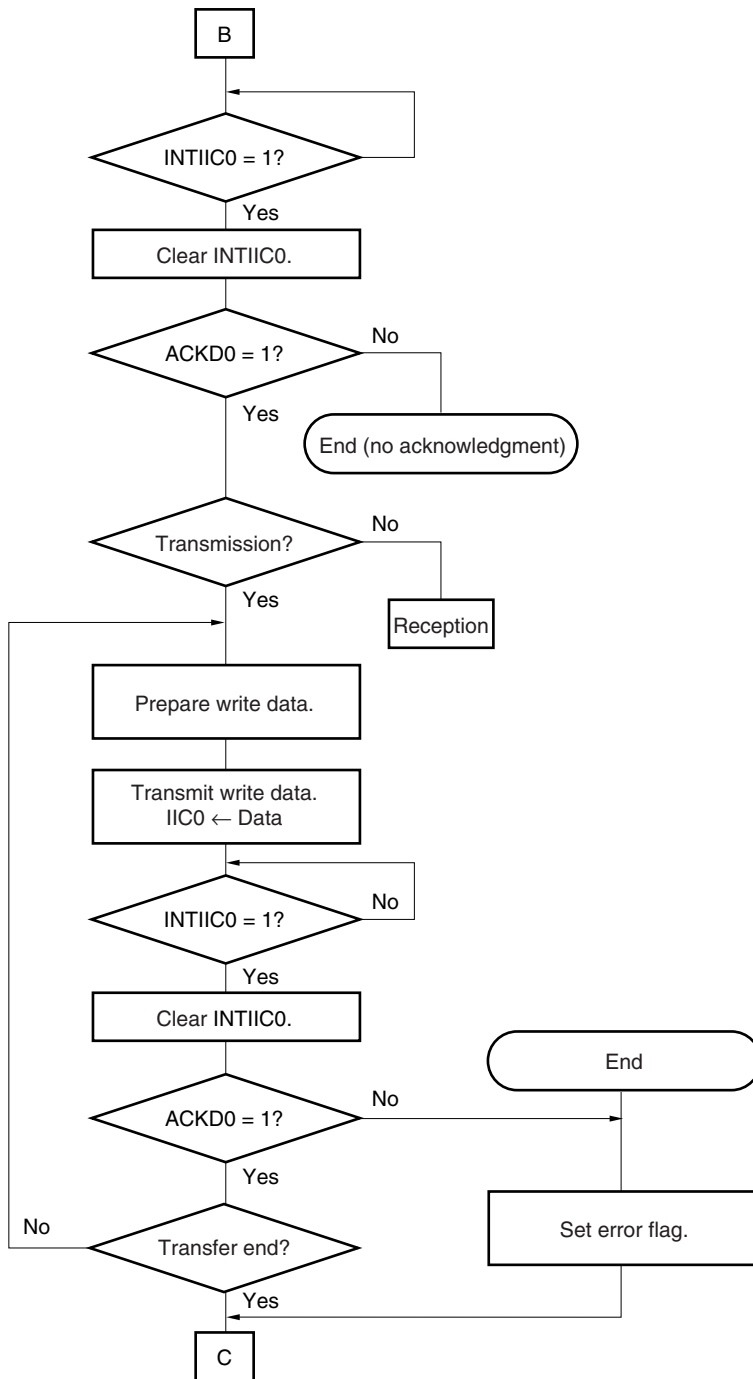 B
INTIIC0 = 1?
Yes
Clear INTIIC0.
ACKD0 = 1?
No
Yes
End (no acknowledgment)
Transmission?
No
Yes
Reception
Prepare write data.
Transmit write data.
IIC0 ← Data
INTIIC0 = 1?
No
Yes
Clear INTIIC0.
End
ACKD0 = 1?
No
Yes
Set error flag.
No
Transfer end?
Yes
C